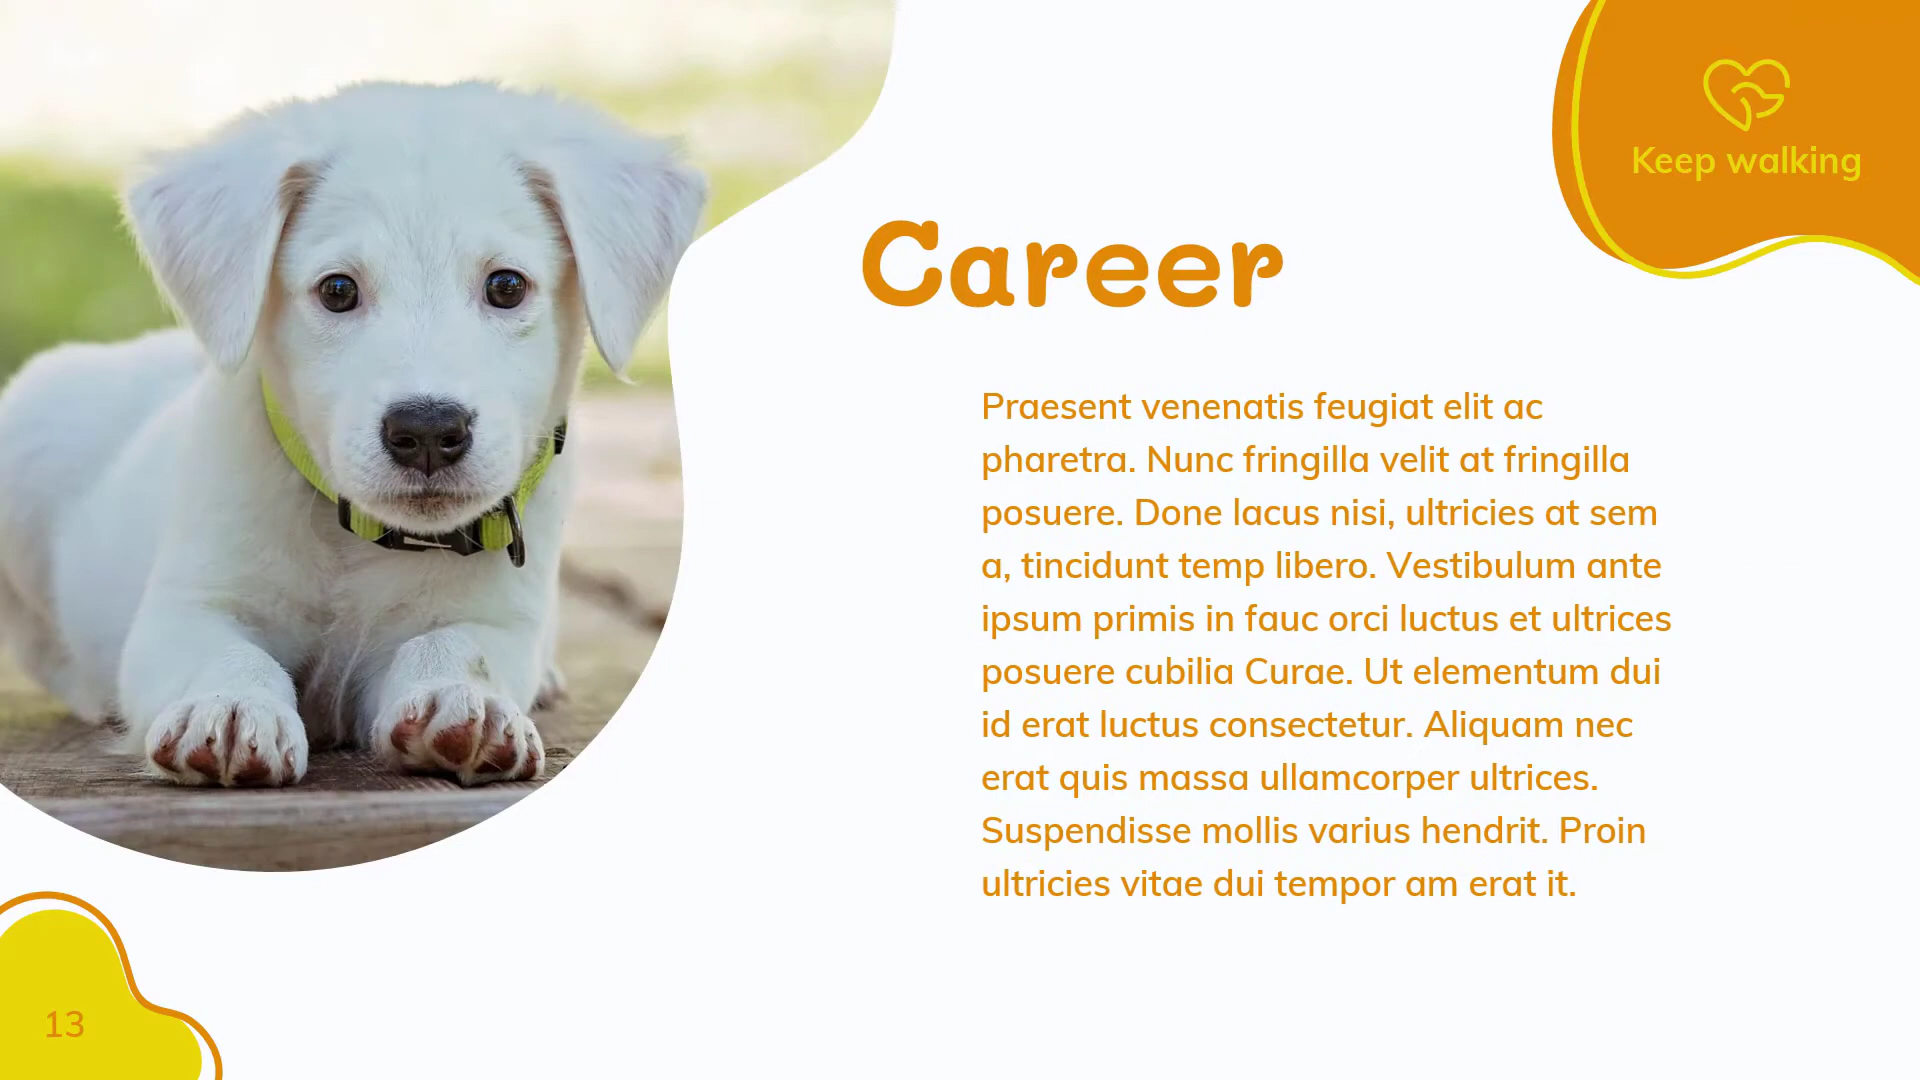 Keep walking
Career
Praesent venenatis feugiat elit ac
pharetra. Nunc fringilla velit at fringilla
posuere. Done lacus nisi, ultricies at sem
a, tincidunt temp libero. Vestibulum ante
ipsum primis in fauc orci luctus et ultrices
posuere cubilia Curae. Ut elementum dui
id erat luctus consectetur. Aliquam nec
erat quis massa ullamcorper ultrices.
Suspendisse mollis varius hendrit. Proin
ultricies vitae dui tempor am erat it.
13